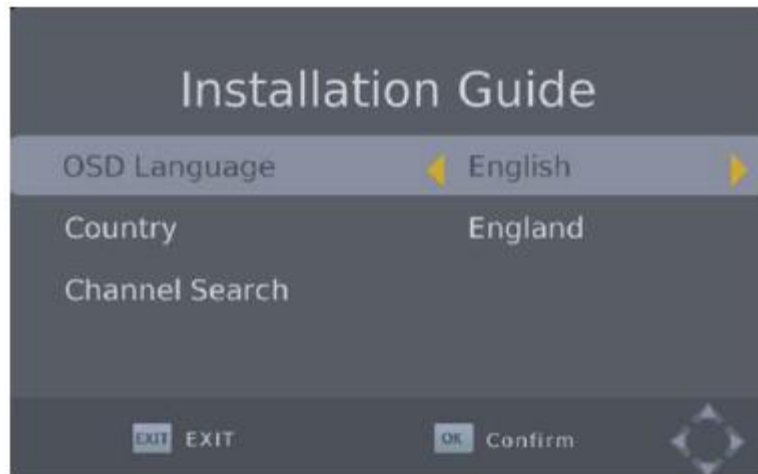 Installation Guide
OSD Language English
Country England
Channel Search
EXIT EXIT OK Confirm